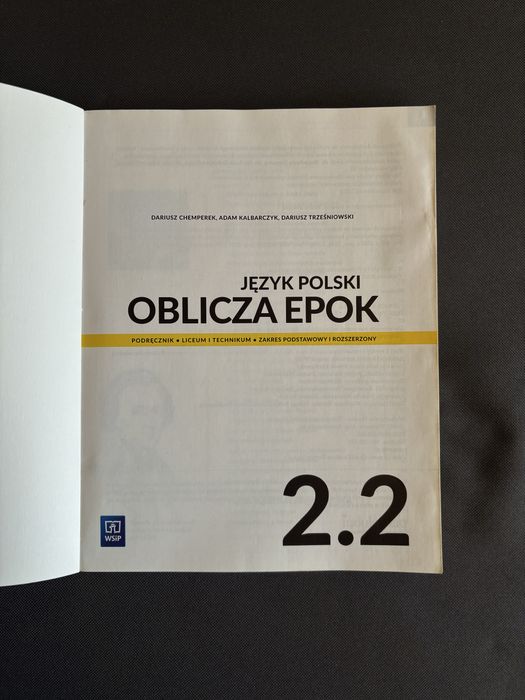 DARIUSZ CHEMPEREK, ADAM KALBARCZYK, DARIUSZ TRZEŚNIOWSKI
JĘZYK POLSKI
OBLICZA EPOK
PODRĘCZNIK • LICEUM I TECHNIKUM • ZAKRES PODSTAWOWY I ROZSZERZONY
2.2
WSiP